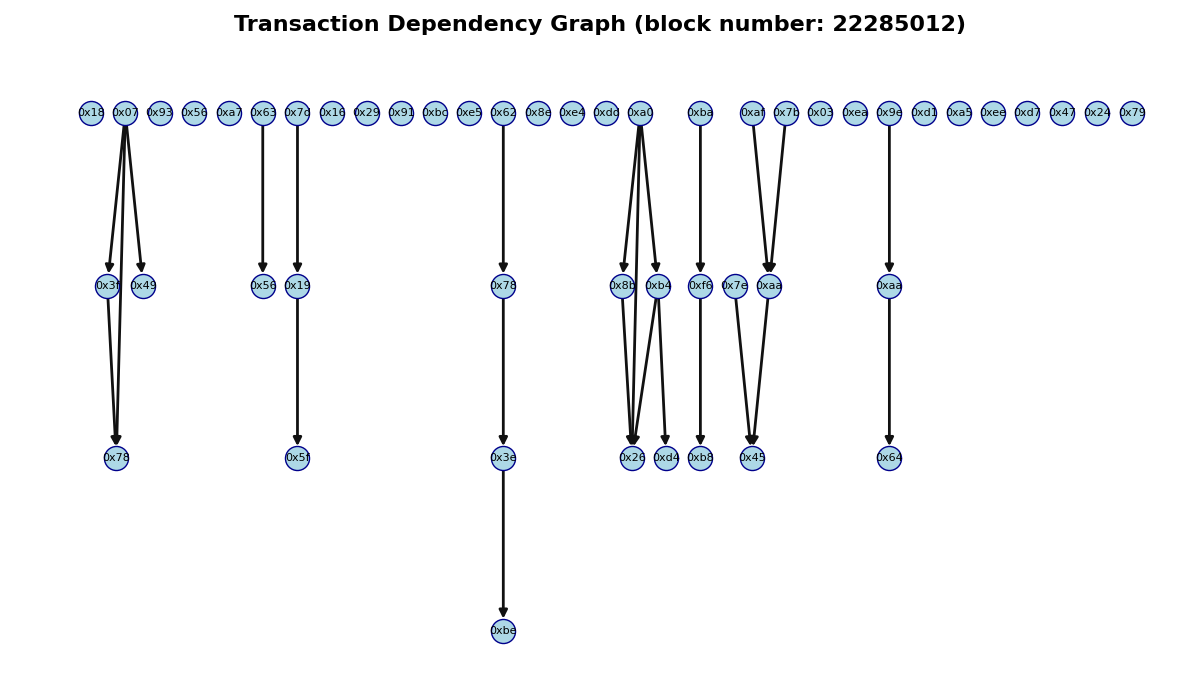 Transaction Dependency Graph (block number: 22285012)
0x18 0x07 0x93 0x56 0xa7 0x63 0x7d 0x16 0x29 0x91 0xbc 0xe5 0x62 0x8e 0xe4 0xdd 0xa0 0xba 0xaf 0x7b 0x03 0xea 0x9e 0xd1 0xa5 0xee 0xd7 0x47 0x24 0x79
0x3f 0x49 0x56 0x19 0x78 0x8b 0xb4 0xf6 0x7e 0xaa 0xaa
0x78 0x5f 0x3e 0x26 0xd4 0xb8 0x45 0x64
0xbe